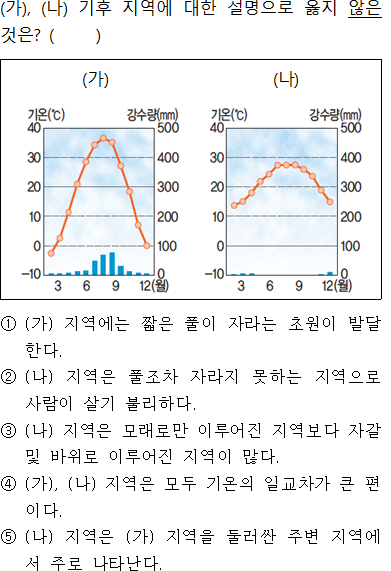 (가), (나) 기후 지역에 대한 설명으로 옳지 않은
것은? (     )
(가)
(나)
기온(℃) 강수량(mm)
40 500
30 400
20 300
10 200
0 100
-10 0
3 6 9 12(월)
기온(℃) 강수량(mm)
40 500
30 400
20 300
10 200
0 100
-10 0
3 6 9 12(월)
① (가) 지역에는 짧은 풀이 자라는 초원이 발달
한다.
② (나) 지역은 풀조차 자라지 못하는 지역으로
사람이 살기 불리하다.
③ (나) 지역은 모래로만 이루어진 지역보다 자갈
및 바위로 이루어진 지역이 많다.
④ (가), (나) 지역은 모두 기온의 일교차가 큰 편
이다.
⑤ (나) 지역은 (가) 지역을 둘러싼 주변 지역에
서 주로 나타난다.